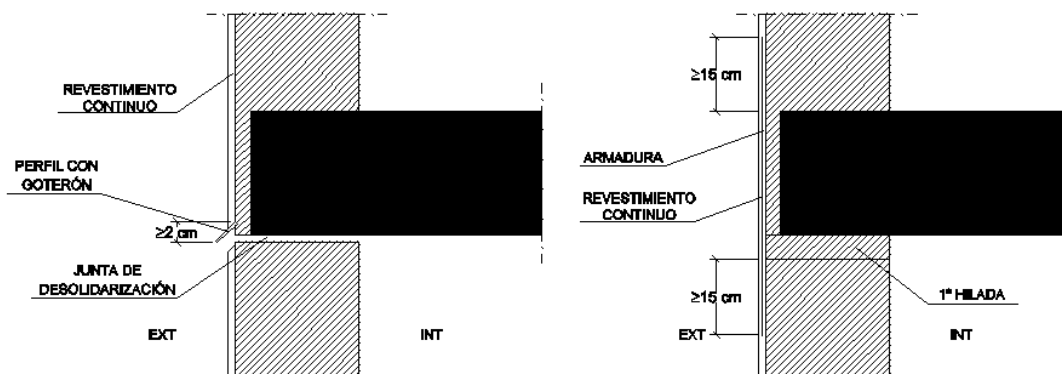 REVESTIMIENTO
CONTINUO
PERFIL CON
GOTERÓN
≥2 cm
JUNTA DE
DESOLIDARIZACIÓN
EXT
INT
≥15 cm
ARMADURA
REVESTIMIENTO
CONTINUO
≥15 cm
1ª HILADA
EXT
INT